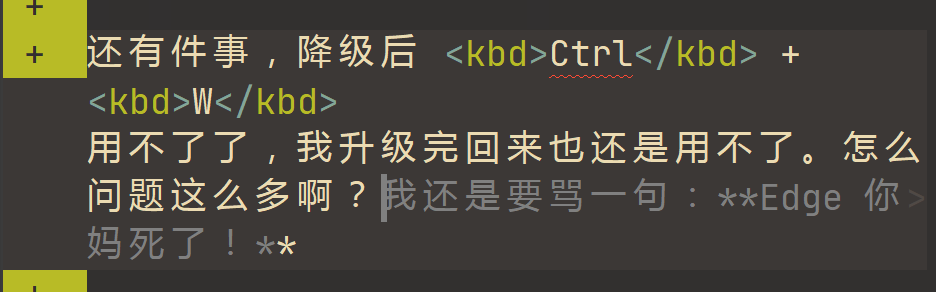 +
+ 还有件事，降级后 <kbd>Ctrl</kbd> +
<kbd>W</kbd>
用不了了，我升级完回来也还是用不了。怎么
问题这么多啊？我还是要骂一句：**Edge 你>
妈死了！**
+